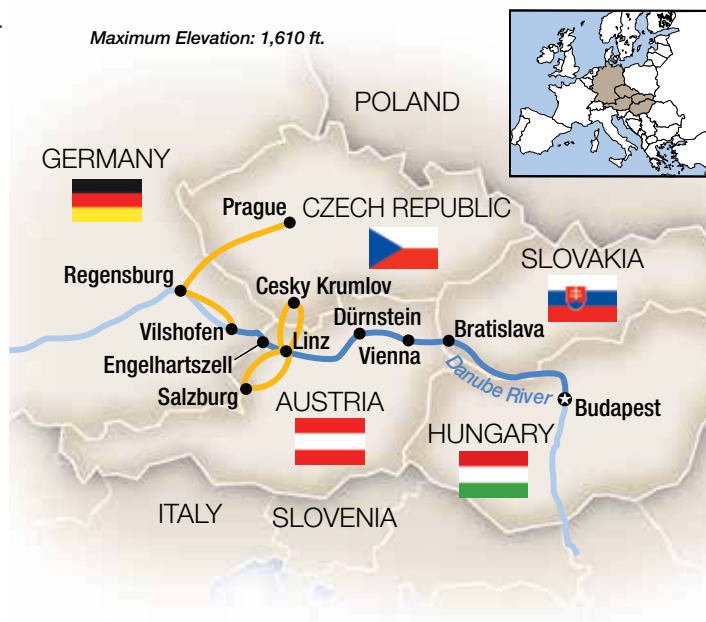 Maximum Elevation: 1,610 ft.
POLAND
GERMANY
Prague
CZECH REPUBLIC
SLOVAKIA
Regensburg
Cesky Krumlov
Dürnstein
Vilshofen
Linz
Bratislava
Engelhartszell
Vienna
Danube River
Salzburg
AUSTRIA
Budapest
HUNGARY
ITALY
SLOVENIA